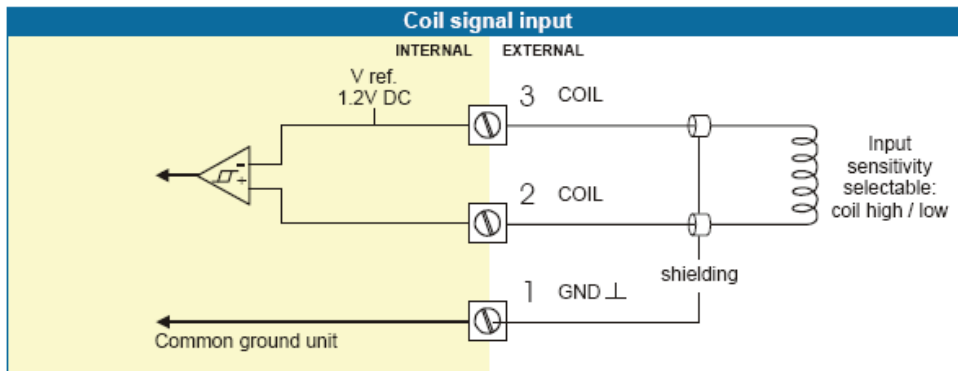 Coil signal input
INTERNAL EXTERNAL
V ref.
1.2V DC
3 COIL
Input
sensitivity
selectable:
coil high / low
2 COIL
shielding
1 GND ⊥
Common ground unit